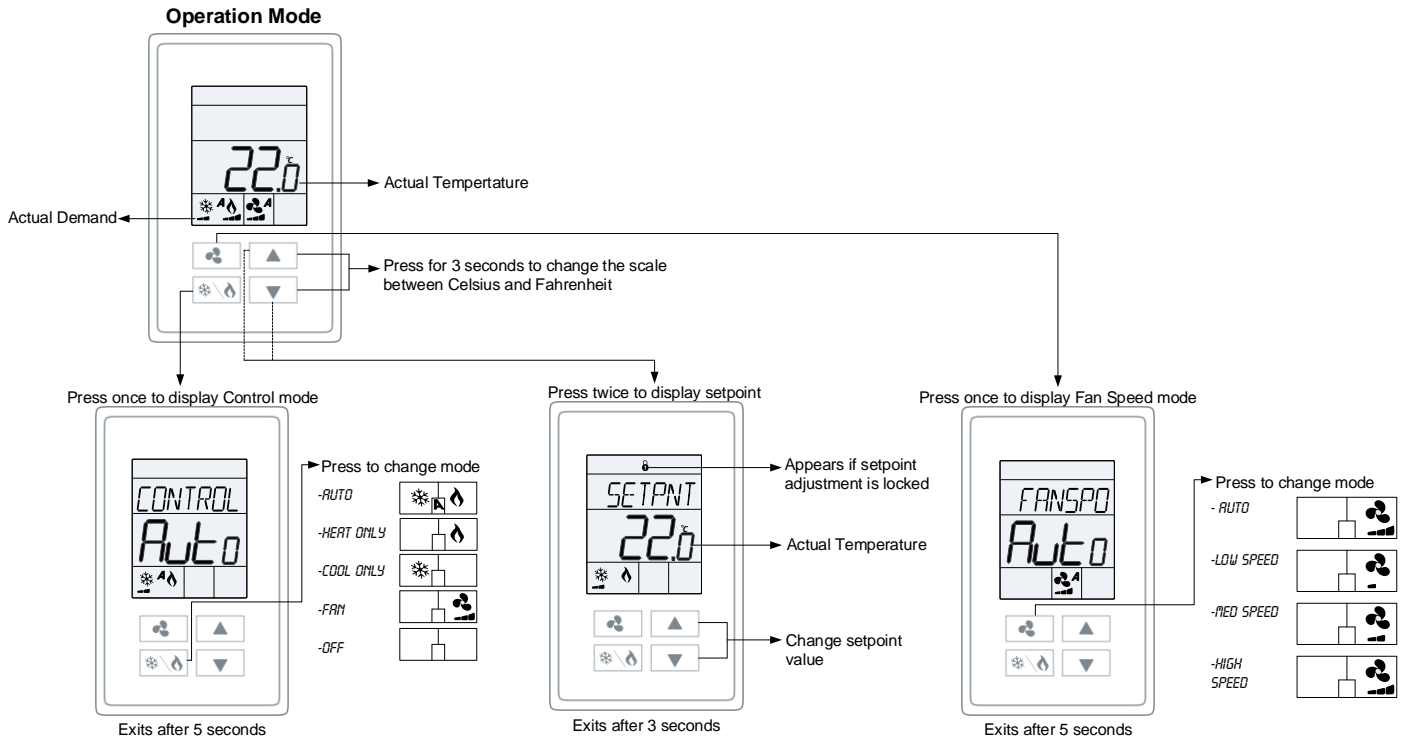 Operation Mode
22.0 °C
Actual Tempertature
A A
Actual Demand
Press for 3 seconds to change the scale
between Celsius and Fahrenheit
Press once to display Control mode
CONTROL
Auto
A
Press to change mode
-AUTO
A
-HEAT ONLY
-COOL ONLY
-FAN
-OFF
Exits after 5 seconds
Press twice to display setpoint
SETPNT
22.0 °C
Appears if setpoint
adjustment is locked
Actual Temperature
Change setpoint
value
Exits after 3 seconds
Press once to display Fan Speed mode
FANSPD
Auto
A
Press to change mode
- AUTO
-LOW SPEED
-MED SPEED
-HIGH
SPEED
Exits after 5 seconds